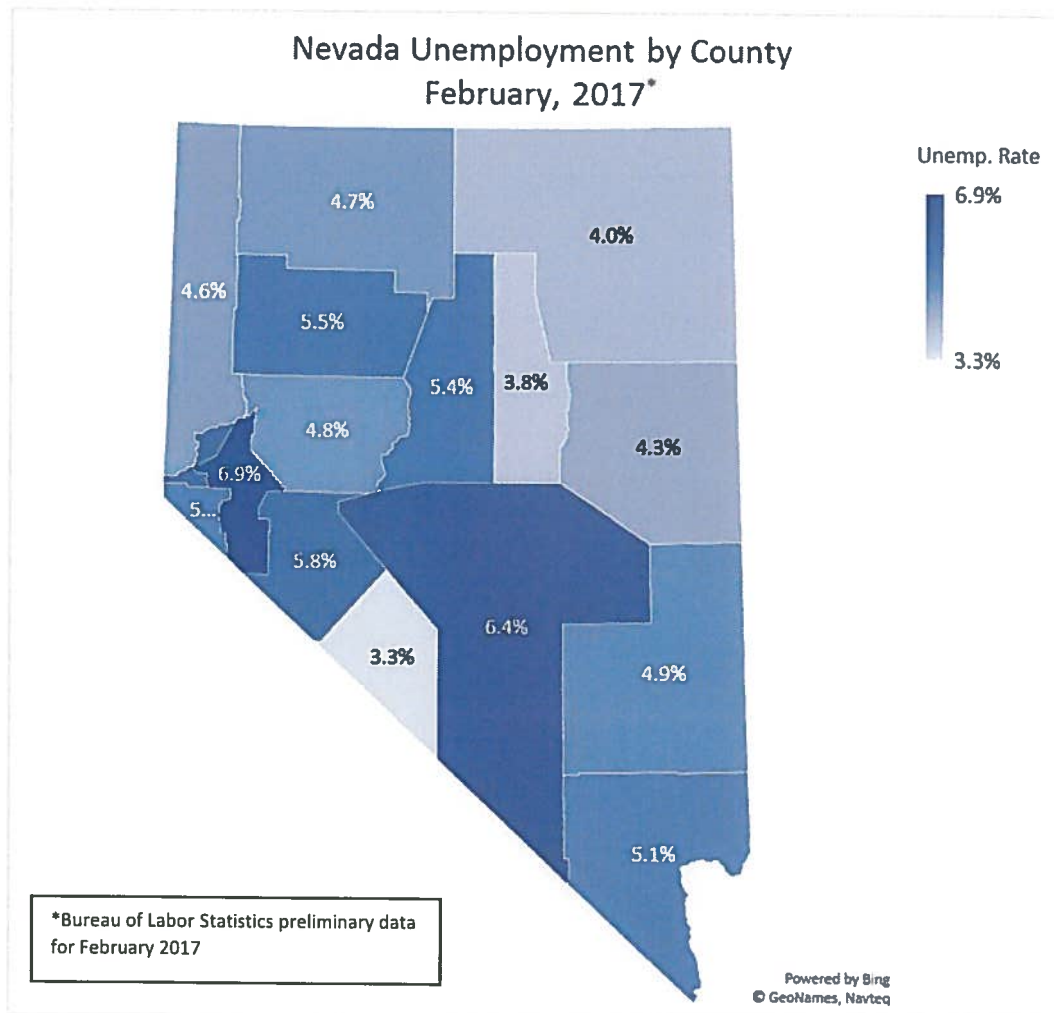 Nevada Unemployment by County
February, 2017*
Unemp. Rate
6.9%
3.3%
4.7%
4.0%
4.6%
5.5%
5.4%
3.8%
4.8%
4.3%
6.9%
5...
5.8%
6.4%
3.3%
4.9%
5.1%
*Bureau of Labor Statistics preliminary data
for February 2017
Powered by Bing
© GeoNames, Navteq